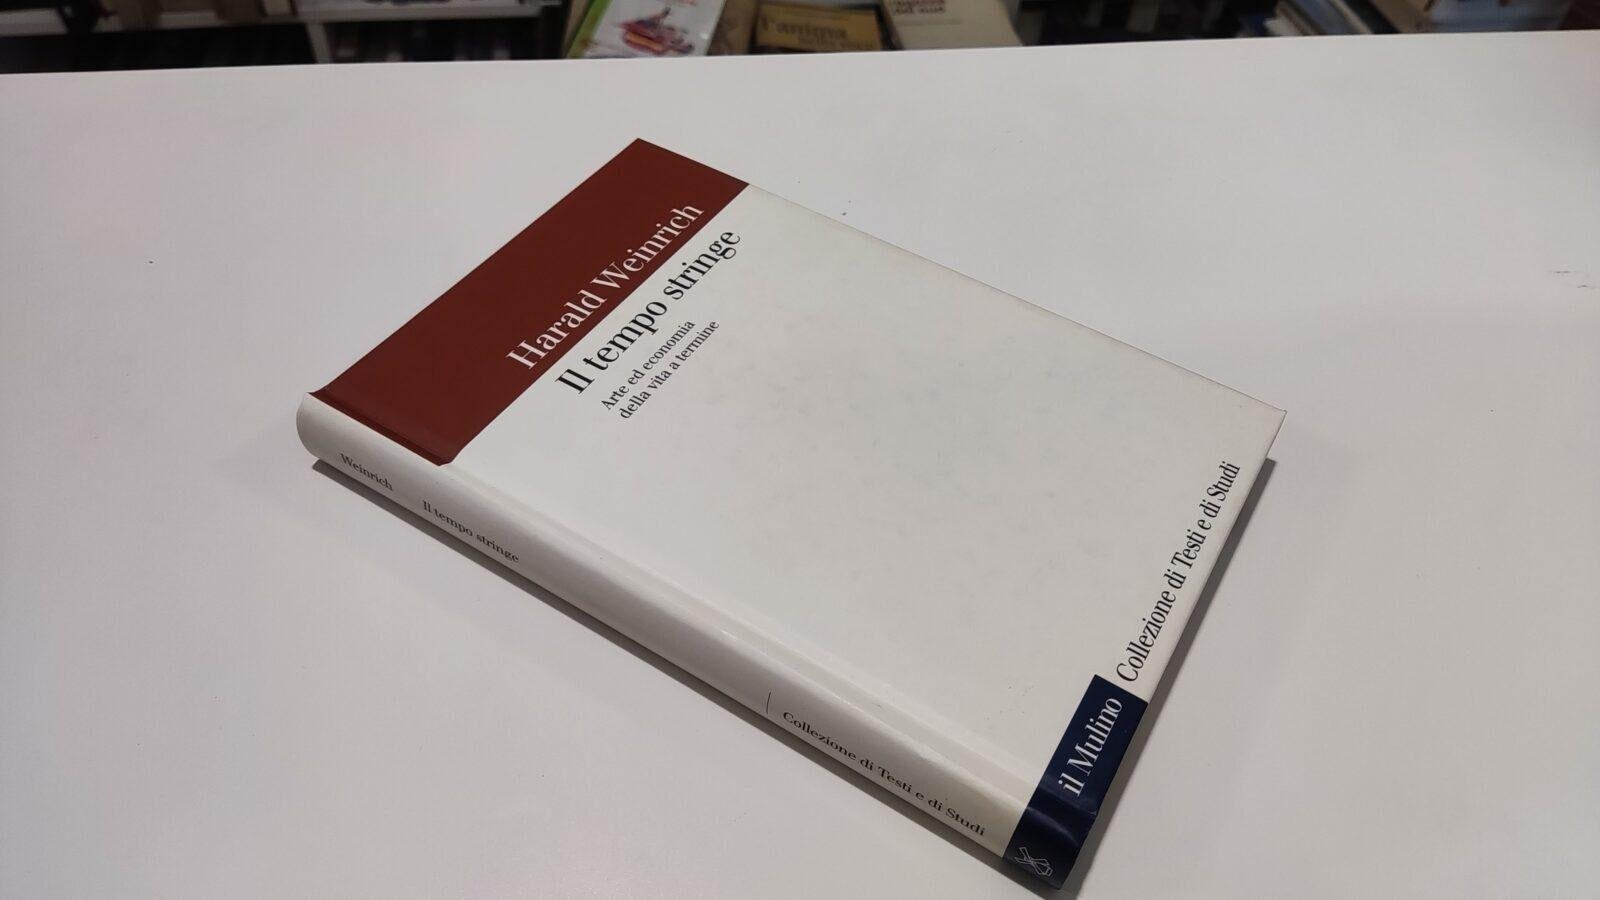 Harald Weinrich
Il tempo stringe
Arte ed economia
della vita a termine
il Mulino
Collezione di Testi e di Studi
Weinrich
Il tempo stringe
Collezione di Testi e di Studi